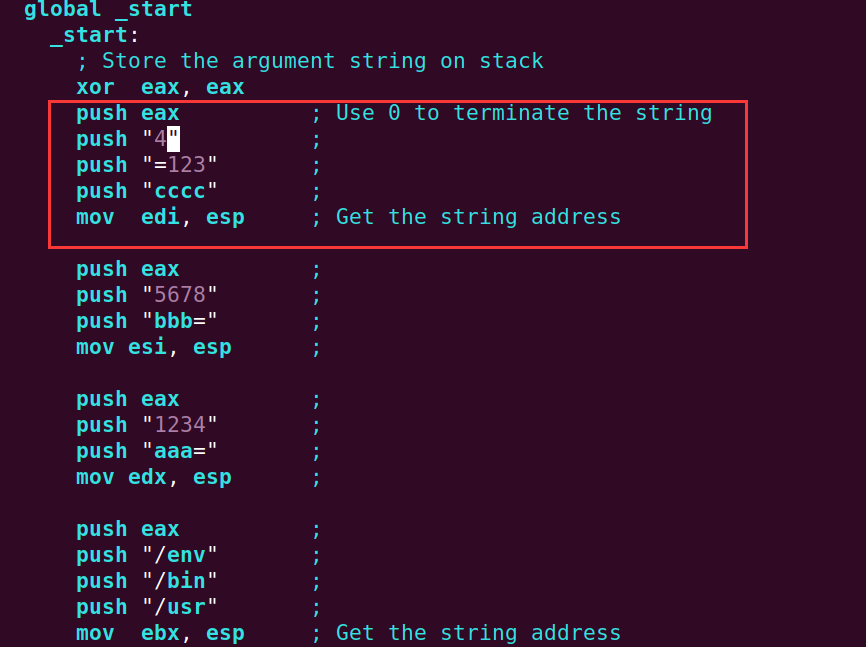 global _start
  _start:
    ; Store the argument string on stack
    xor  eax, eax
    push eax          ; Use 0 to terminate the string
    push "4"          ;
    push "=123"       ;
    push "cccc"       ;
    mov  edi, esp     ; Get the string address

    push eax          ;
    push "5678"       ;
    push "bbb="       ;
    mov esi, esp      ;

    push eax          ;
    push "1234"       ;
    push "aaa="       ;
    mov edx, esp      ;

    push eax          ;
    push "/env"       ;
    push "/bin"       ;
    push "/usr"       ;
    mov  ebx, esp     ; Get the string address